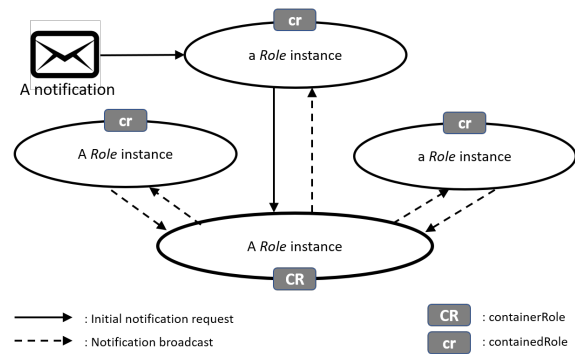 cr
a Role instance
A notification
cr
A Role instance
cr
a Role instance
A Role instance
CR
: Initial notification request
: Notification broadcast
CR : containerRole
cr : containedRole